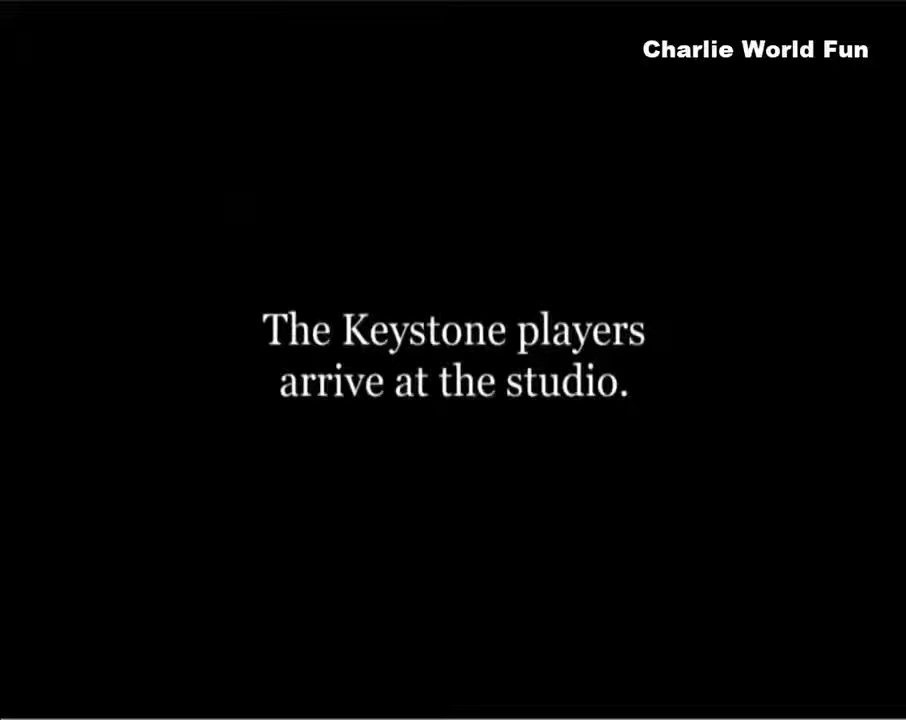 Charlie World Fun
The Keystone players
arrive at the studio.